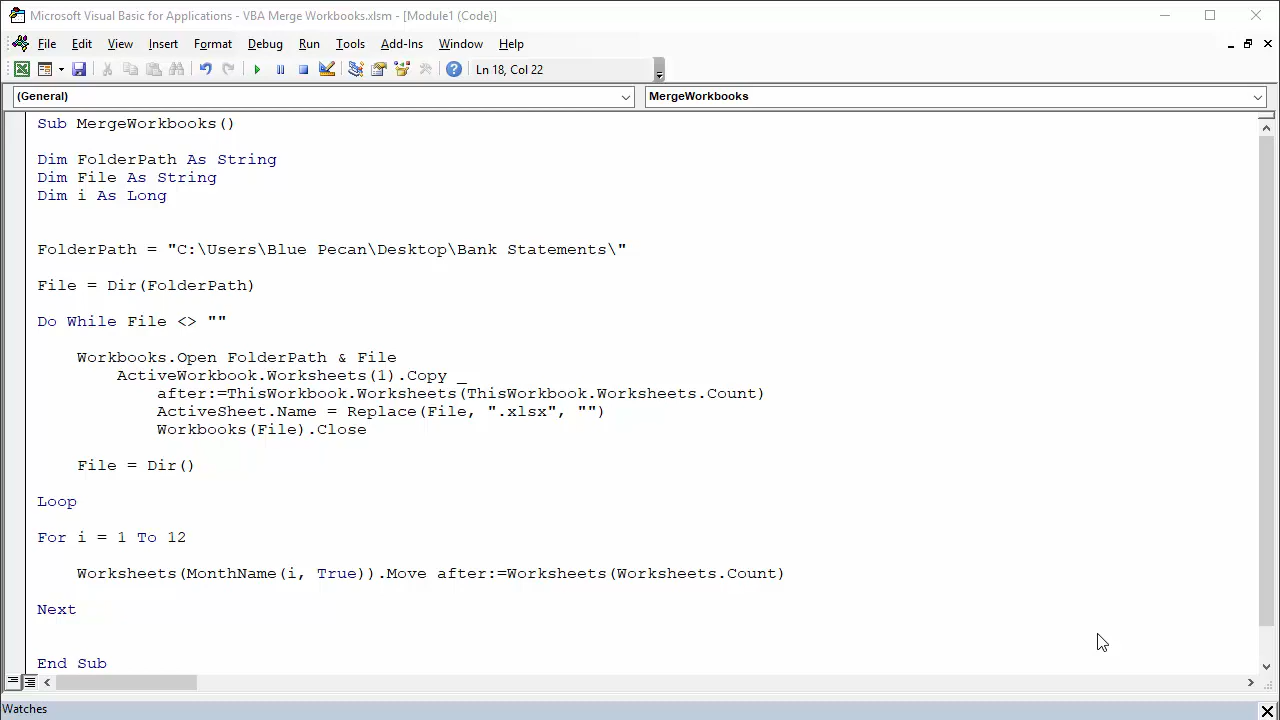 Microsoft Visual Basic for Applications - VBA Merge Workbooks.xlsm - [Module1 (Code)]
File Edit View Insert Format Debug Run Tools Add-Ins Window Help
Ln 18, Col 22
(General) MergeWorkbooks
Sub MergeWorkbooks()
Dim FolderPath As String
Dim File As String
Dim i As Long
FolderPath = "C:\Users\Blue Pecan\Desktop\Bank Statements\"
File = Dir(FolderPath)
Do While File <> ""
Workbooks.Open FolderPath & File
ActiveWorkbook.Worksheets(1).Copy _
after:=ThisWorkbook.Worksheets(ThisWorkbook.Worksheets.Count)
ActiveSheet.Name = Replace(File, ".xlsx", "")
Workbooks(File).Close
File = Dir()
Loop
For i = 1 To 12
Worksheets(MonthName(i, True)).Move after:=Worksheets(Worksheets.Count)
Next
End Sub
Watches